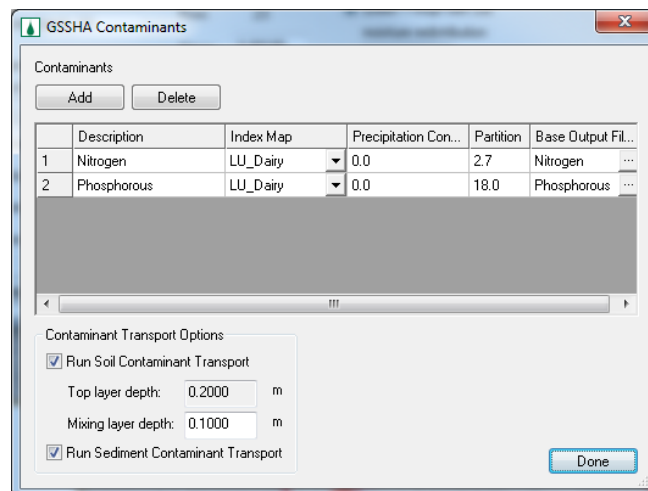 GSSHA Contaminants
Contaminants
Add Delete
Description Index Map Precipitation Con... Partition Base Output Fil...
1 Nitrogen LU_Dairy 0.0 2.7 Nitrogen ...
2 Phosphorous LU_Dairy 0.0 18.0 Phosphorous ...
Contaminant Transport Options
Run Soil Contaminant Transport
Top layer depth: 0.2000 m
Mixing layer depth: 0.1000 m
Run Sediment Contaminant Transport
Done